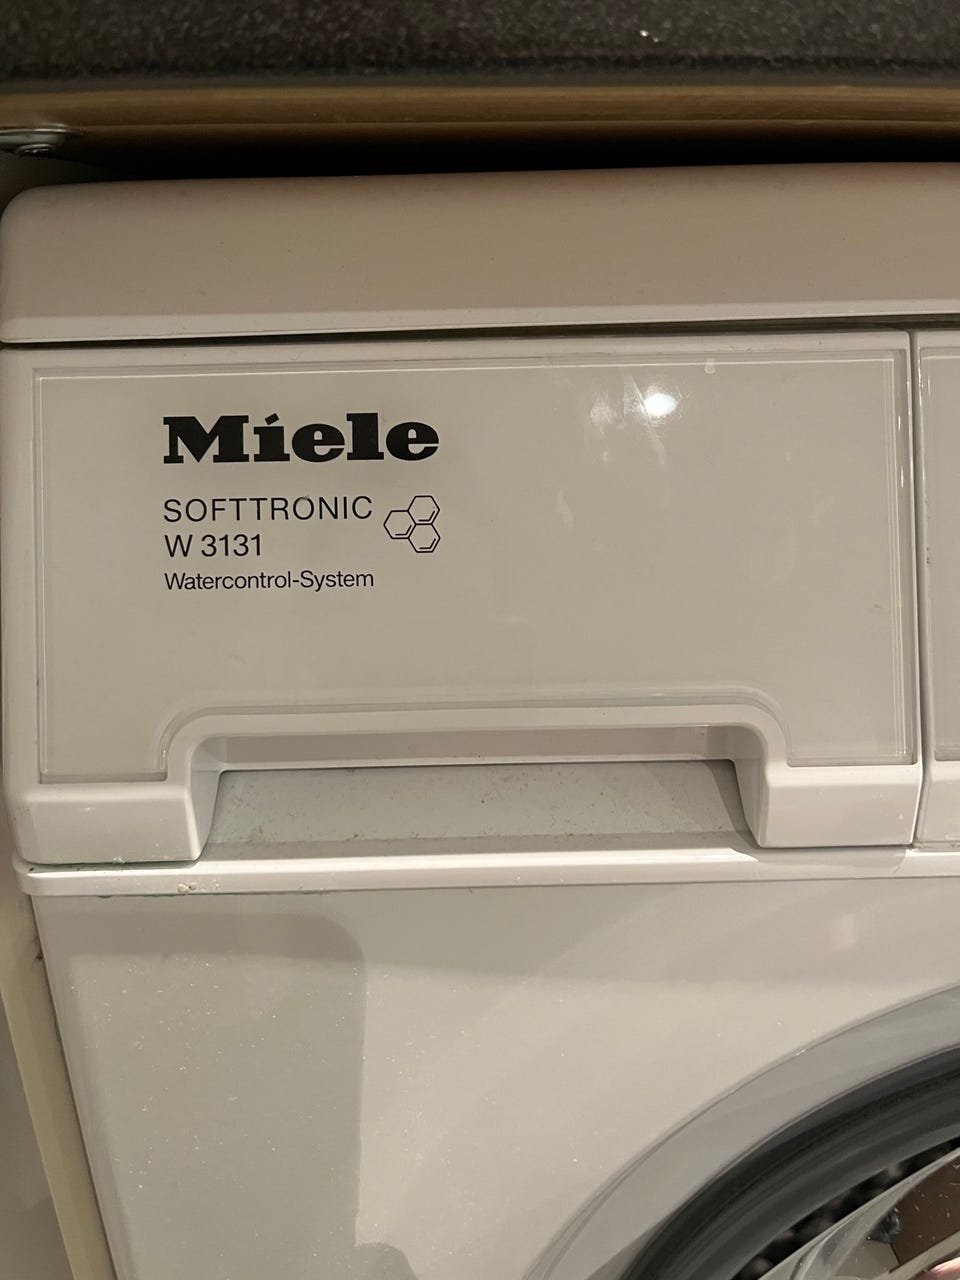 Miele
SOFTTRONIC
W 3131
Watercontrol-System